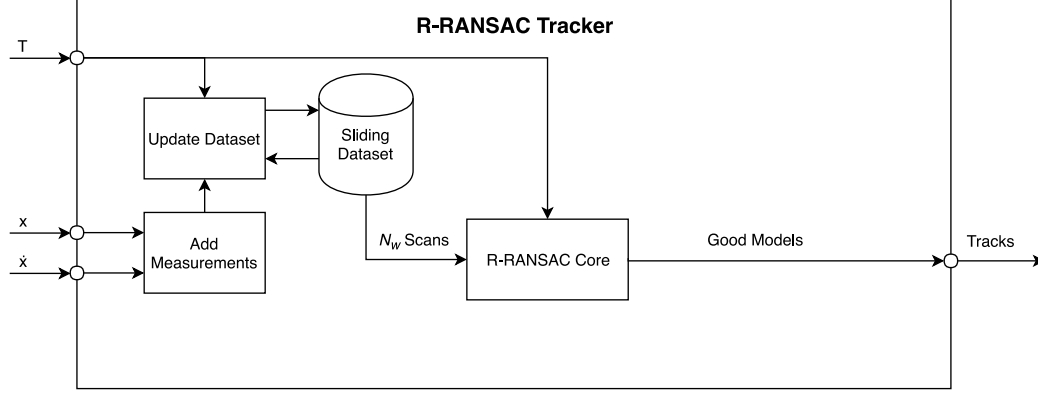 R-RANSAC Tracker
T
Update Dataset
Sliding
Dataset
x
ẋ
Add
Measurements
N_w Scans
R-RANSAC Core
Good Models
Tracks